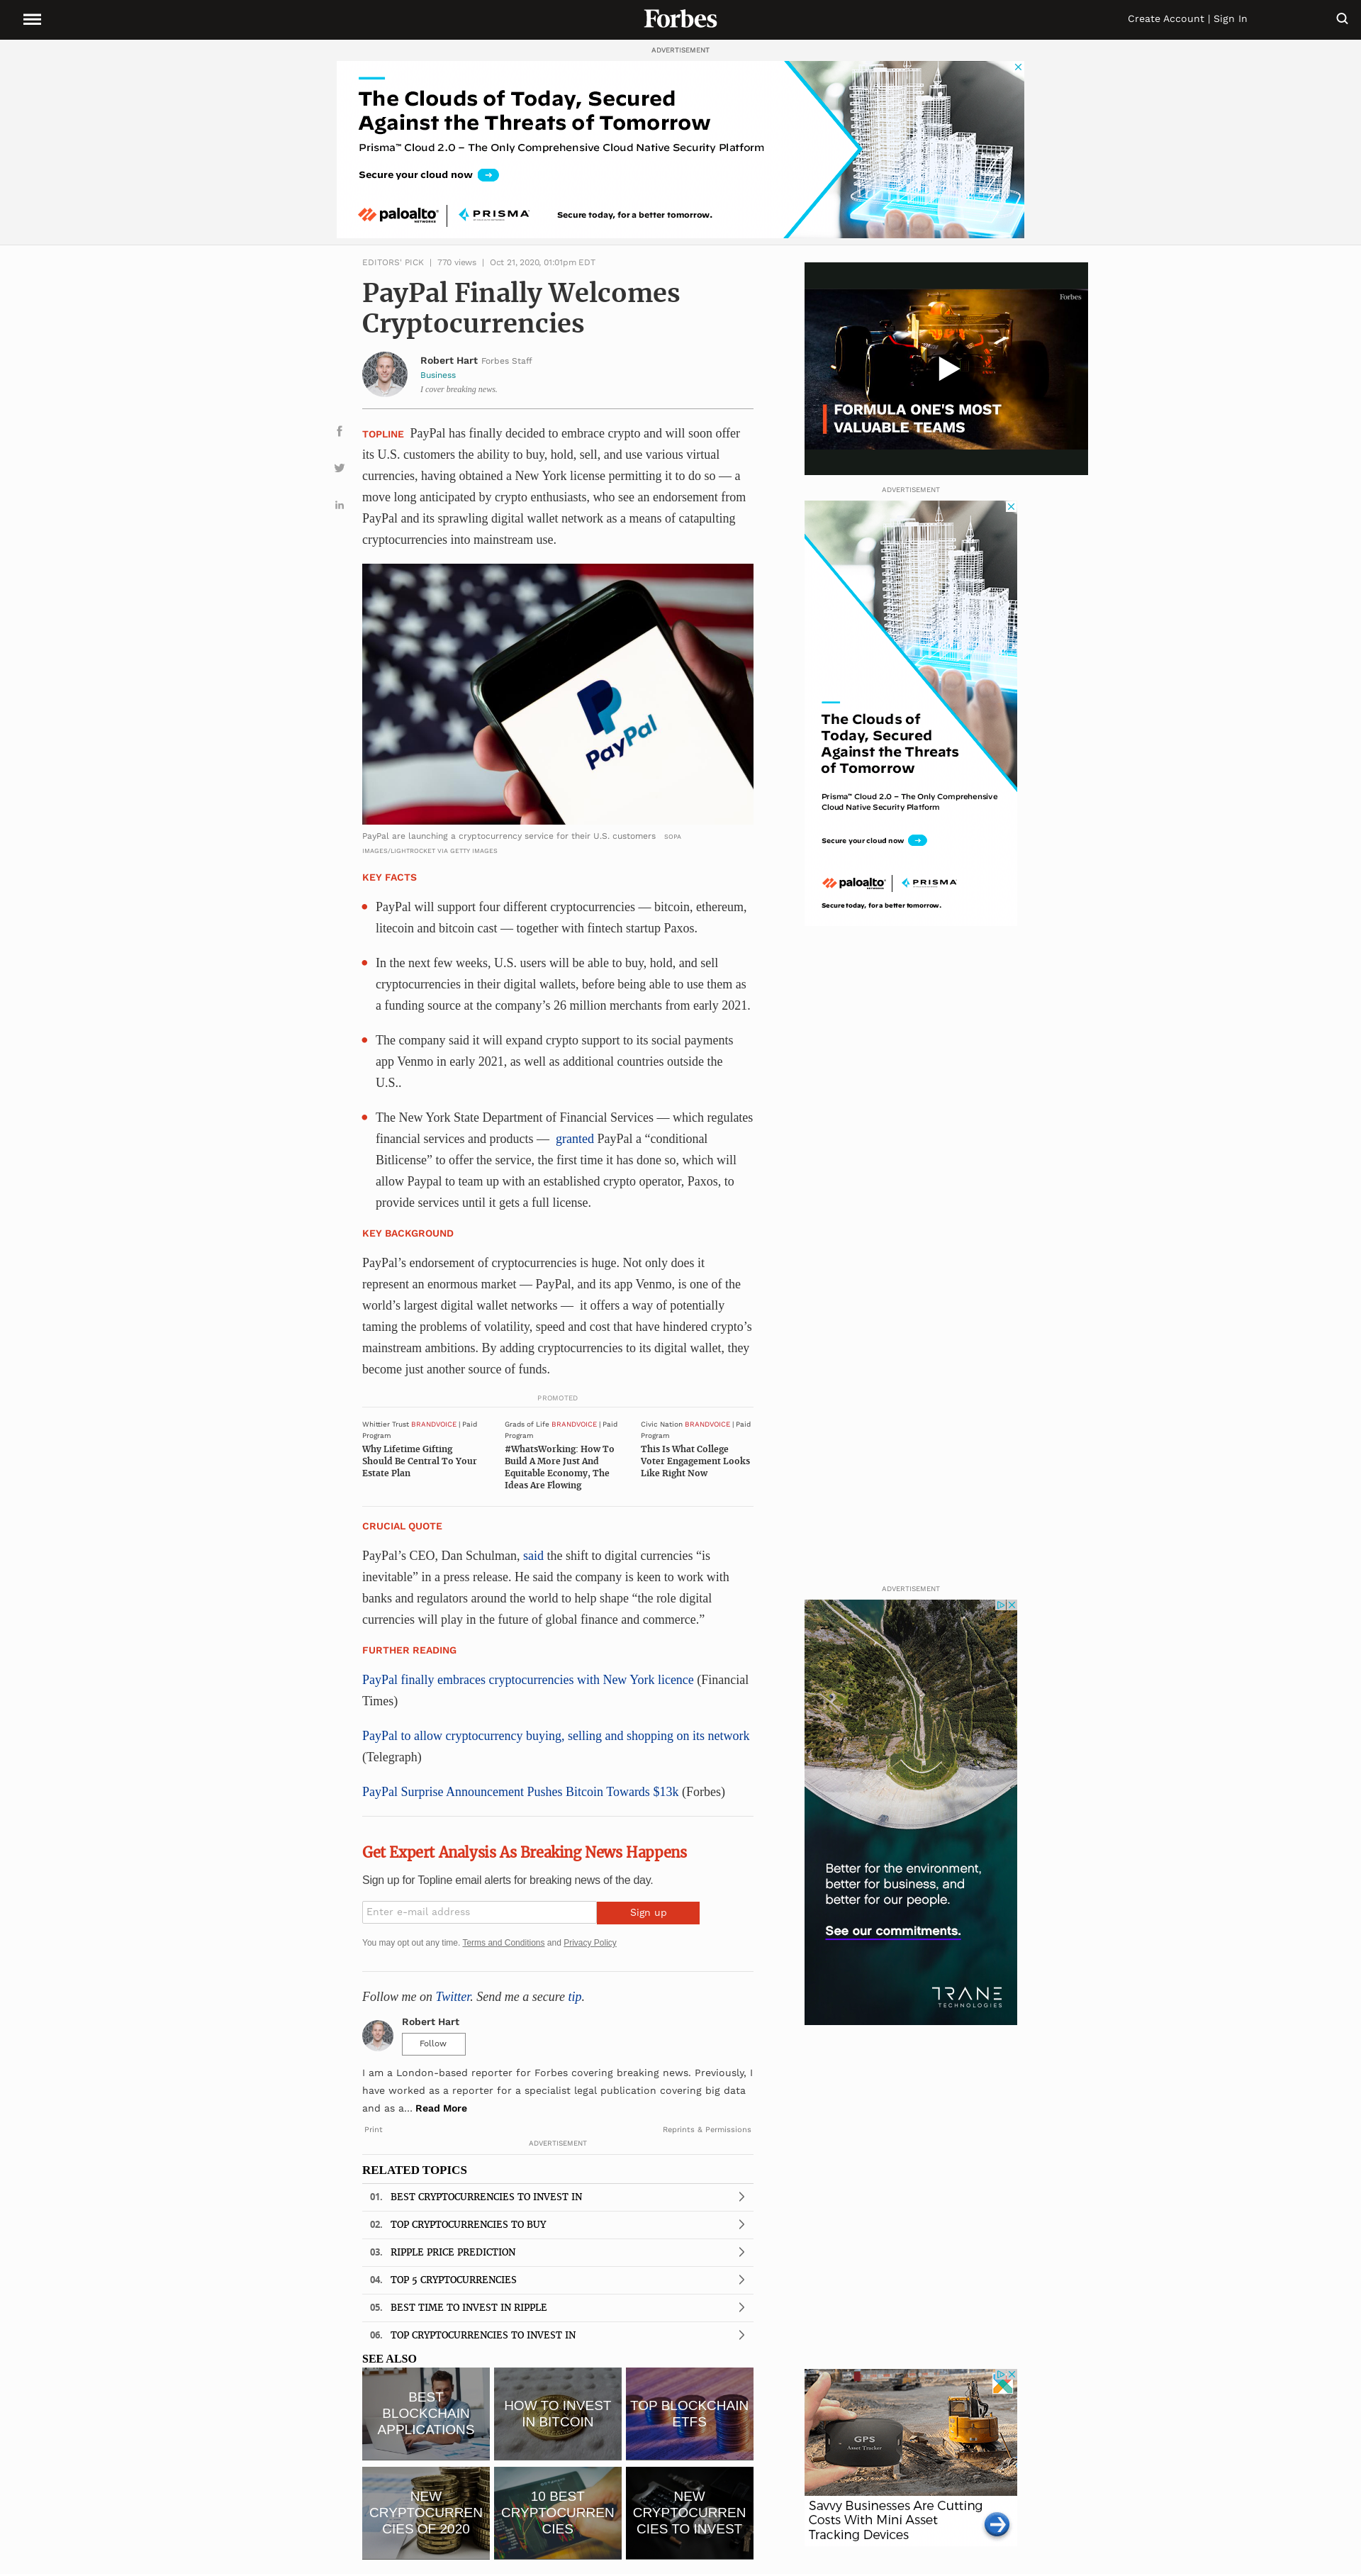 Forbes
Create Account | Sign In
ADVERTISEMENT
The Clouds of Today, Secured
Against the Threats of Tomorrow
Prisma™ Cloud 2.0 – The Only Comprehensive Cloud Native Security Platform
Secure your cloud now
paloalto NETWORKS
PRISMA
Secure today, for a better tomorrow.
EDITORS' PICK | 770 views | Oct 21, 2020, 01:01pm EDT
PayPal Finally Welcomes
Cryptocurrencies
Robert Hart Forbes Staff
Business
I cover breaking news.
TOPLINE PayPal has finally decided to embrace crypto and will soon offer
its U.S. customers the ability to buy, hold, sell, and use various virtual
currencies, having obtained a New York license permitting it to do so — a
move long anticipated by crypto enthusiasts, who see an endorsement from
PayPal and its sprawling digital wallet network as a means of catapulting
cryptocurrencies into mainstream use.
PayPal
PayPal are launching a cryptocurrency service for their U.S. customers SOPA
IMAGES/LIGHTROCKET VIA GETTY IMAGES
KEY FACTS
PayPal will support four different cryptocurrencies — bitcoin, ethereum,
litecoin and bitcoin cast — together with fintech startup Paxos.
In the next few weeks, U.S. users will be able to buy, hold, and sell
cryptocurrencies in their digital wallets, before being able to use them as
a funding source at the company’s 26 million merchants from early 2021.
The company said it will expand crypto support to its social payments
app Venmo in early 2021, as well as additional countries outside the
U.S..
The New York State Department of Financial Services — which regulates
financial services and products — granted PayPal a “conditional
Bitlicense” to offer the service, the first time it has done so, which will
allow Paypal to team up with an established crypto operator, Paxos, to
provide services until it gets a full license.
KEY BACKGROUND
PayPal’s endorsement of cryptocurrencies is huge. Not only does it
represent an enormous market — PayPal, and its app Venmo, is one of the
world’s largest digital wallet networks — it offers a way of potentially
taming the problems of volatility, speed and cost that have hindered crypto’s
mainstream ambitions. By adding cryptocurrencies to its digital wallet, they
become just another source of funds.
PROMOTED
Whittier Trust BRANDVOICE | Paid
Program
Why Lifetime Gifting
Should Be Central To Your
Estate Plan
Grads of Life BRANDVOICE | Paid
Program
#WhatsWorking: How To
Build A More Just And
Equitable Economy, The
Ideas Are Flowing
Civic Nation BRANDVOICE | Paid
Program
This Is What College
Voter Engagement Looks
Like Right Now
CRUCIAL QUOTE
PayPal’s CEO, Dan Schulman, said the shift to digital currencies “is
inevitable” in a press release. He said the company is keen to work with
banks and regulators around the world to help shape “the role digital
currencies will play in the future of global finance and commerce.”
FURTHER READING
PayPal finally embraces cryptocurrencies with New York licence (Financial
Times)
PayPal to allow cryptocurrency buying, selling and shopping on its network
(Telegraph)
PayPal Surprise Announcement Pushes Bitcoin Towards $13k (Forbes)
Get Expert Analysis As Breaking News Happens
Sign up for Topline email alerts for breaking news of the day.
Enter e-mail address
Sign up
You may opt out any time. Terms and Conditions and Privacy Policy
Follow me on Twitter. Send me a secure tip.
Robert Hart
Follow
I am a London-based reporter for Forbes covering breaking news. Previously, I
have worked as a reporter for a specialist legal publication covering big data
and as a... Read More
Print
Reprints & Permissions
ADVERTISEMENT
RELATED TOPICS
01. BEST CRYPTOCURRENCIES TO INVEST IN
02. TOP CRYPTOCURRENCIES TO BUY
03. RIPPLE PRICE PREDICTION
04. TOP 5 CRYPTOCURRENCIES
05. BEST TIME TO INVEST IN RIPPLE
06. TOP CRYPTOCURRENCIES TO INVEST IN
SEE ALSO
BEST
BLOCKCHAIN
APPLICATIONS
HOW TO INVEST
IN BITCOIN
TOP BLOCKCHAIN
ETFS
NEW
CRYPTOCURREN
CIES OF 2020
10 BEST
CRYPTOCURREN
CIES
NEW
CRYPTOCURREN
CIES TO INVEST
Forbes
FORMULA ONE'S MOST
VALUABLE TEAMS
ADVERTISEMENT
The Clouds of
Today, Secured
Against the Threats
of Tomorrow
Prisma™ Cloud 2.0 – The Only Comprehensive
Cloud Native Security Platform
Secure your cloud now
paloalto NETWORKS
PRISMA
Secure today, for a better tomorrow.
ADVERTISEMENT
Better for the environment,
better for business, and
better for our people.
See our commitments.
TRANE
TECHNOLOGIES
GPS
Asset Tracker
Savvy Businesses Are Cutting
Costs With Mini Asset
Tracking Devices